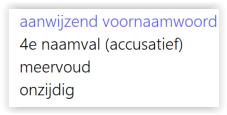 aanwijzend voornaamwoord
4e naamval (accusatief)
meervoud
onzijdig